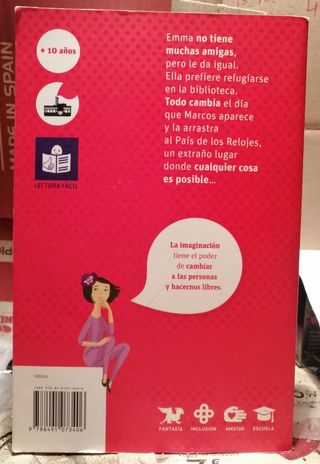 + 10 años
LECTURA FÁCIL
Emma no tiene
muchas amigas,
pero le da igual.
Ella prefiere refugiarse
en la biblioteca.
Todo cambia el día
que Marcos aparece
y la arrastra
al País de los Relojes,
un extraño lugar
donde cualquier cosa
es posible...
La imaginación
tiene el poder
de cambiar
a las personas
y hacernos libres.
9 788491 073406
FANTASÍA
INCLUSIÓN
AMISTAD
ESCUELA
MADE IN SPAIN